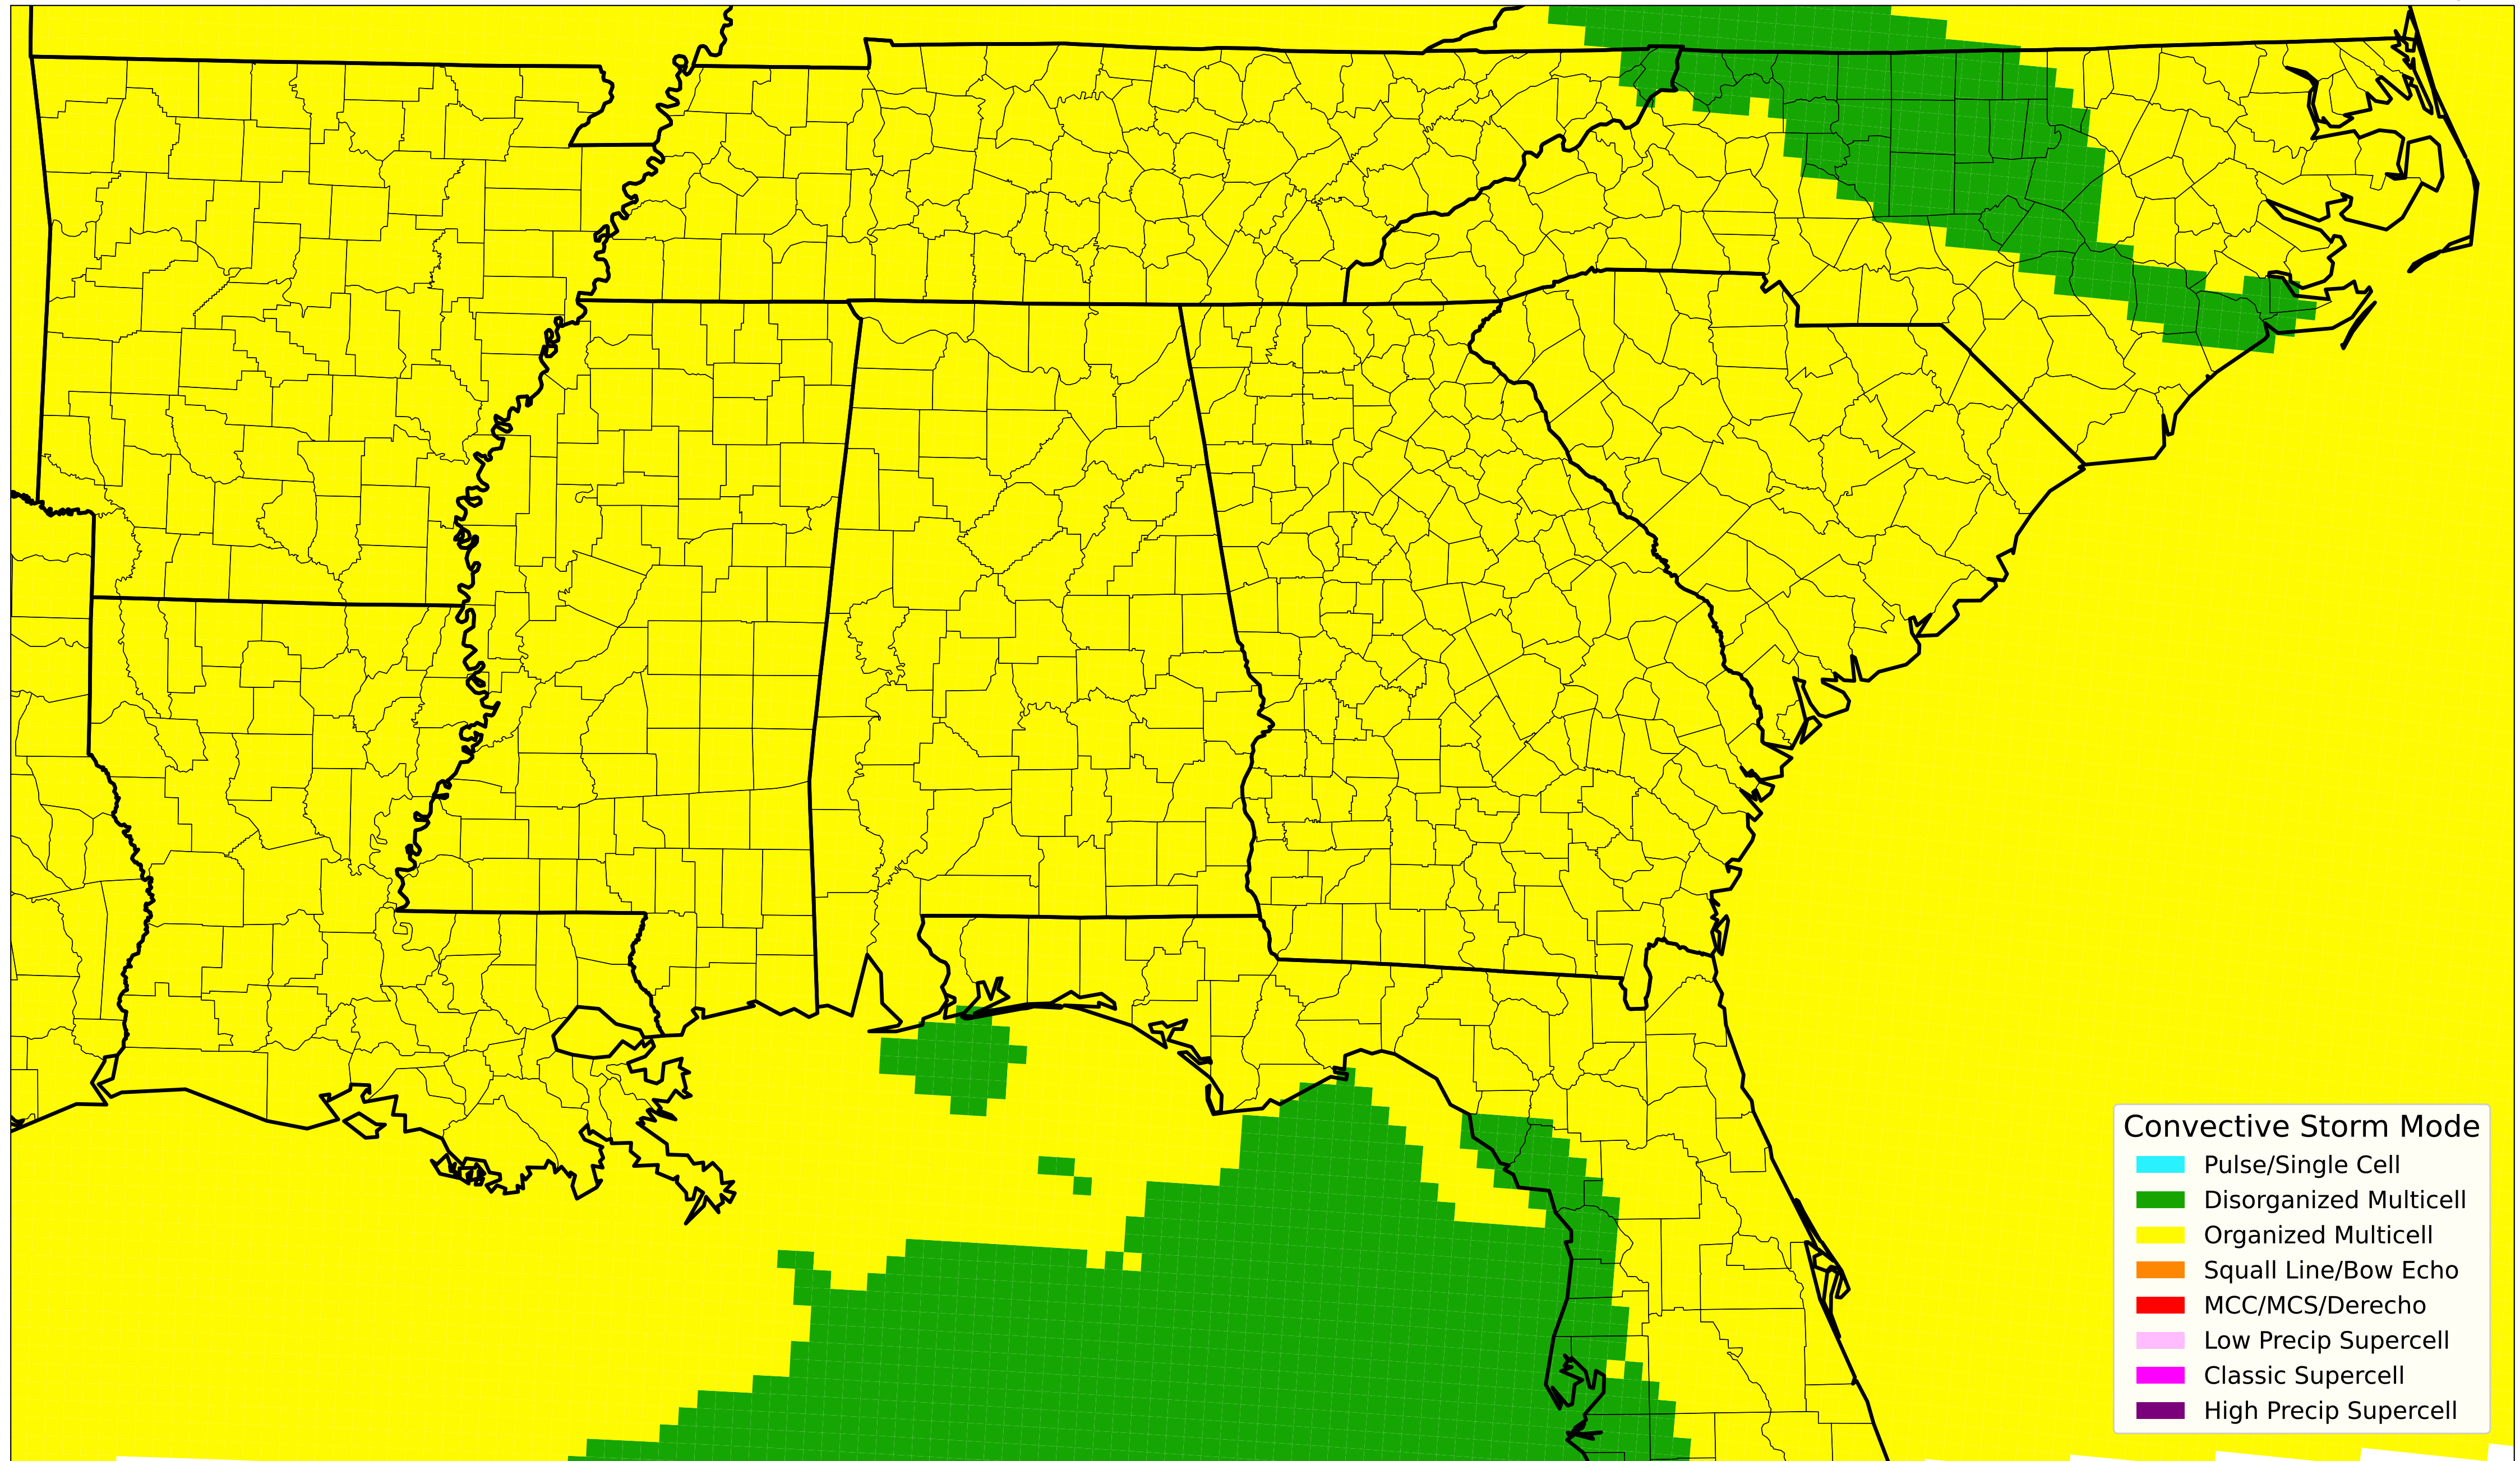 Convective Storm Mode
Pulse/Single Cell
Disorganized Multicell
Organized Multicell
Squall Line/Bow Echo
MCC/MCS/Derecho
Low Precip Supercell
Classic Supercell
High Precip Supercell